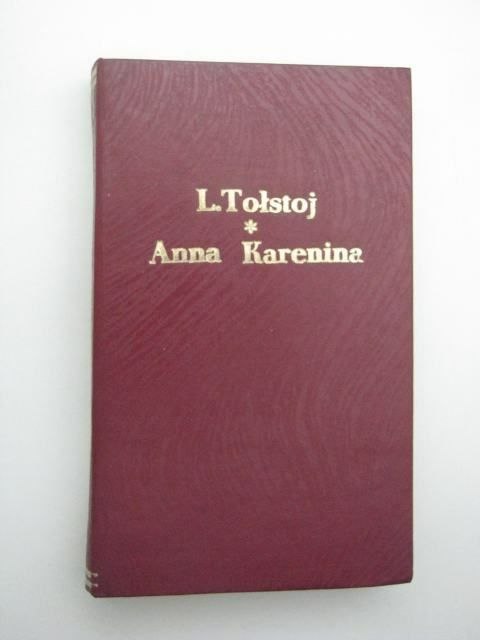 L. Tołstoj
*
Anna Karenina